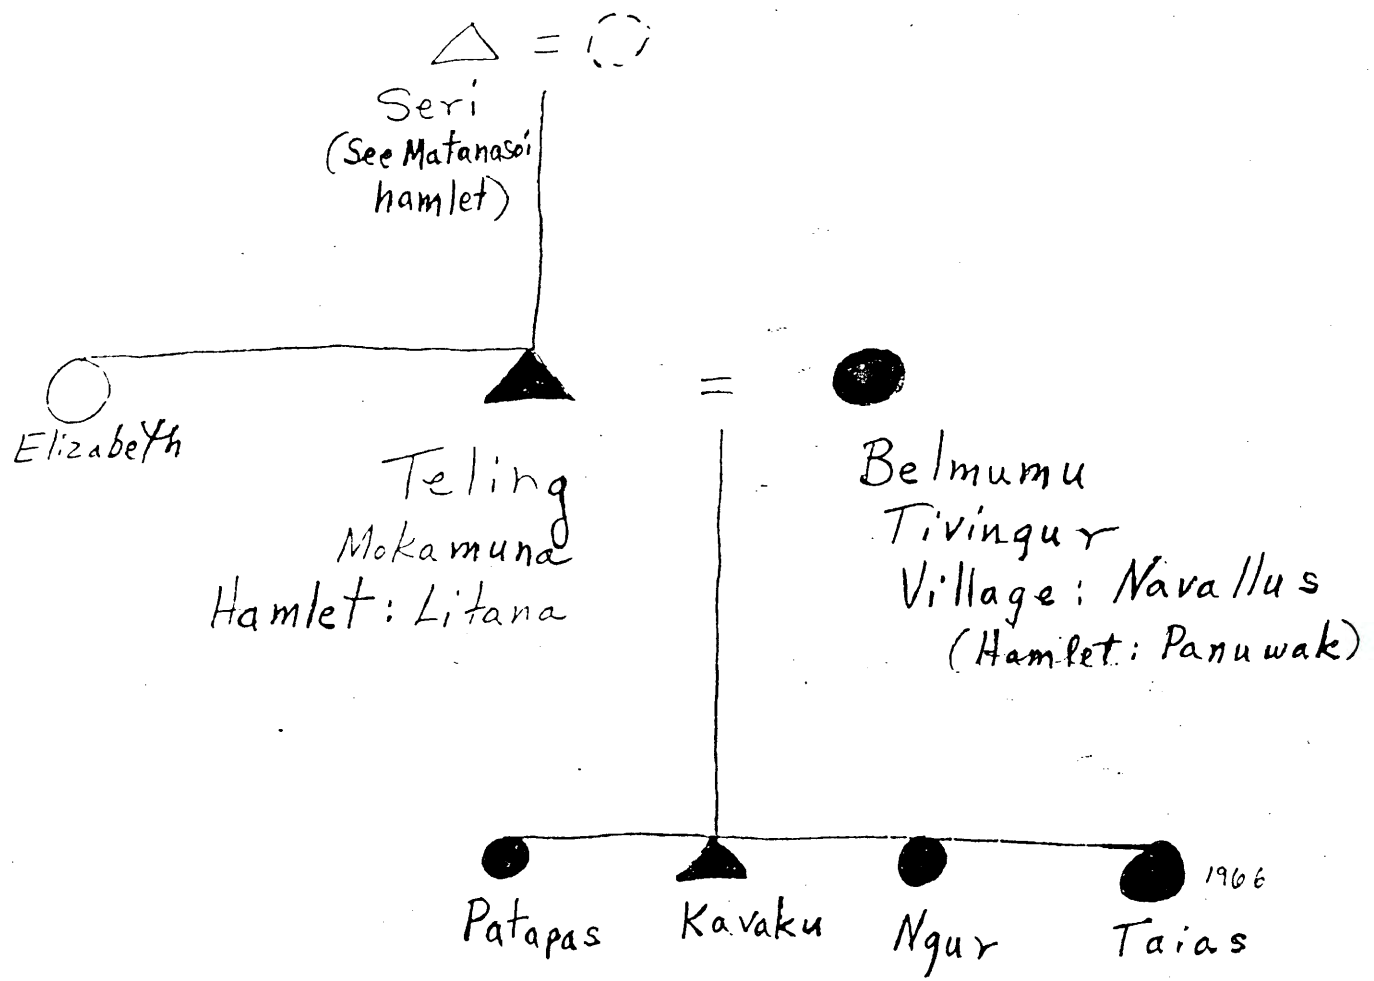 Seri
(See Matanasoi
hamlet)
Elizabeth
Teling
Mokamuna
Hamlet: Litana
Belmumu
Tivingur
Village: Navallus
(Hamlet: Panuwak)
1966
Patapas
Kavaku
Ngur
Taias